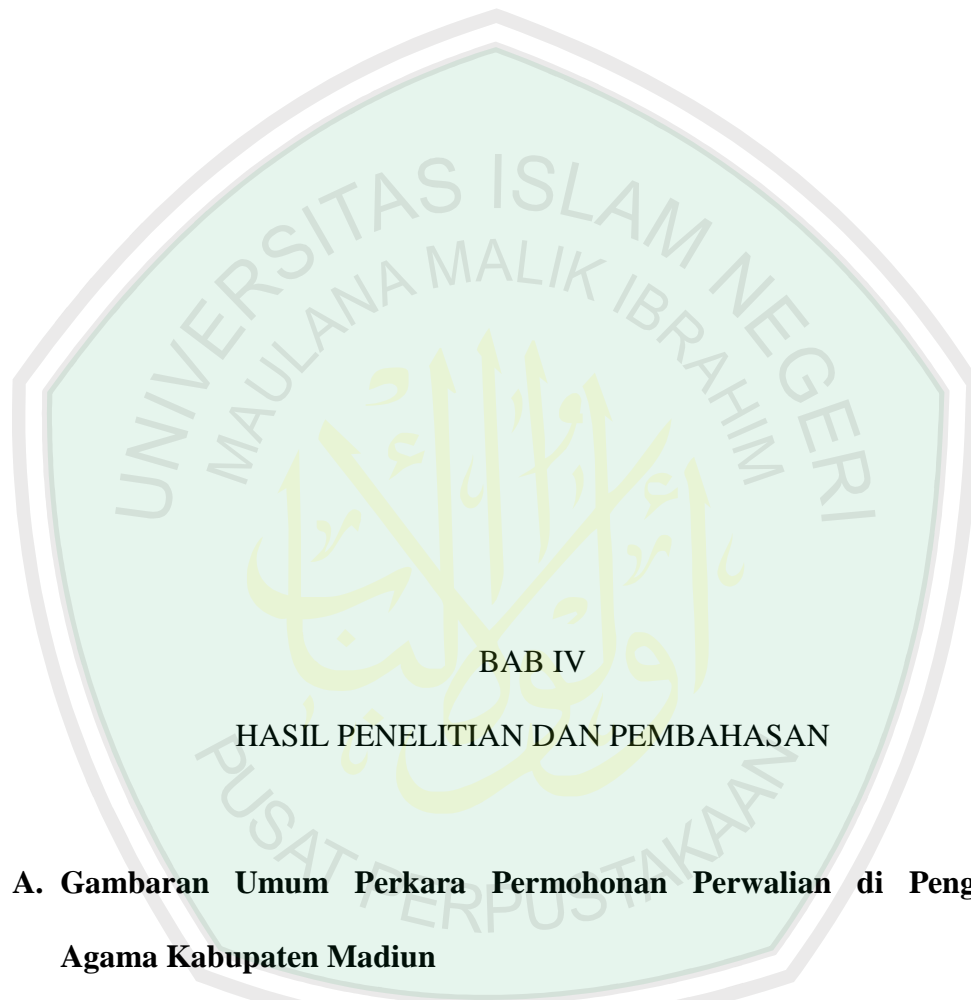 UNIVERSITAS ISLAM NEGERI
MAULANA MALIK IBRAHIM
BAB IV
HASIL PENELITIAN DAN PEMBAHASAN
PUSAT PERPUSTAKAAN
A. Gambaran Umum Perkara Permohonan Perwalian di Peng
Agama Kabupaten Madiun